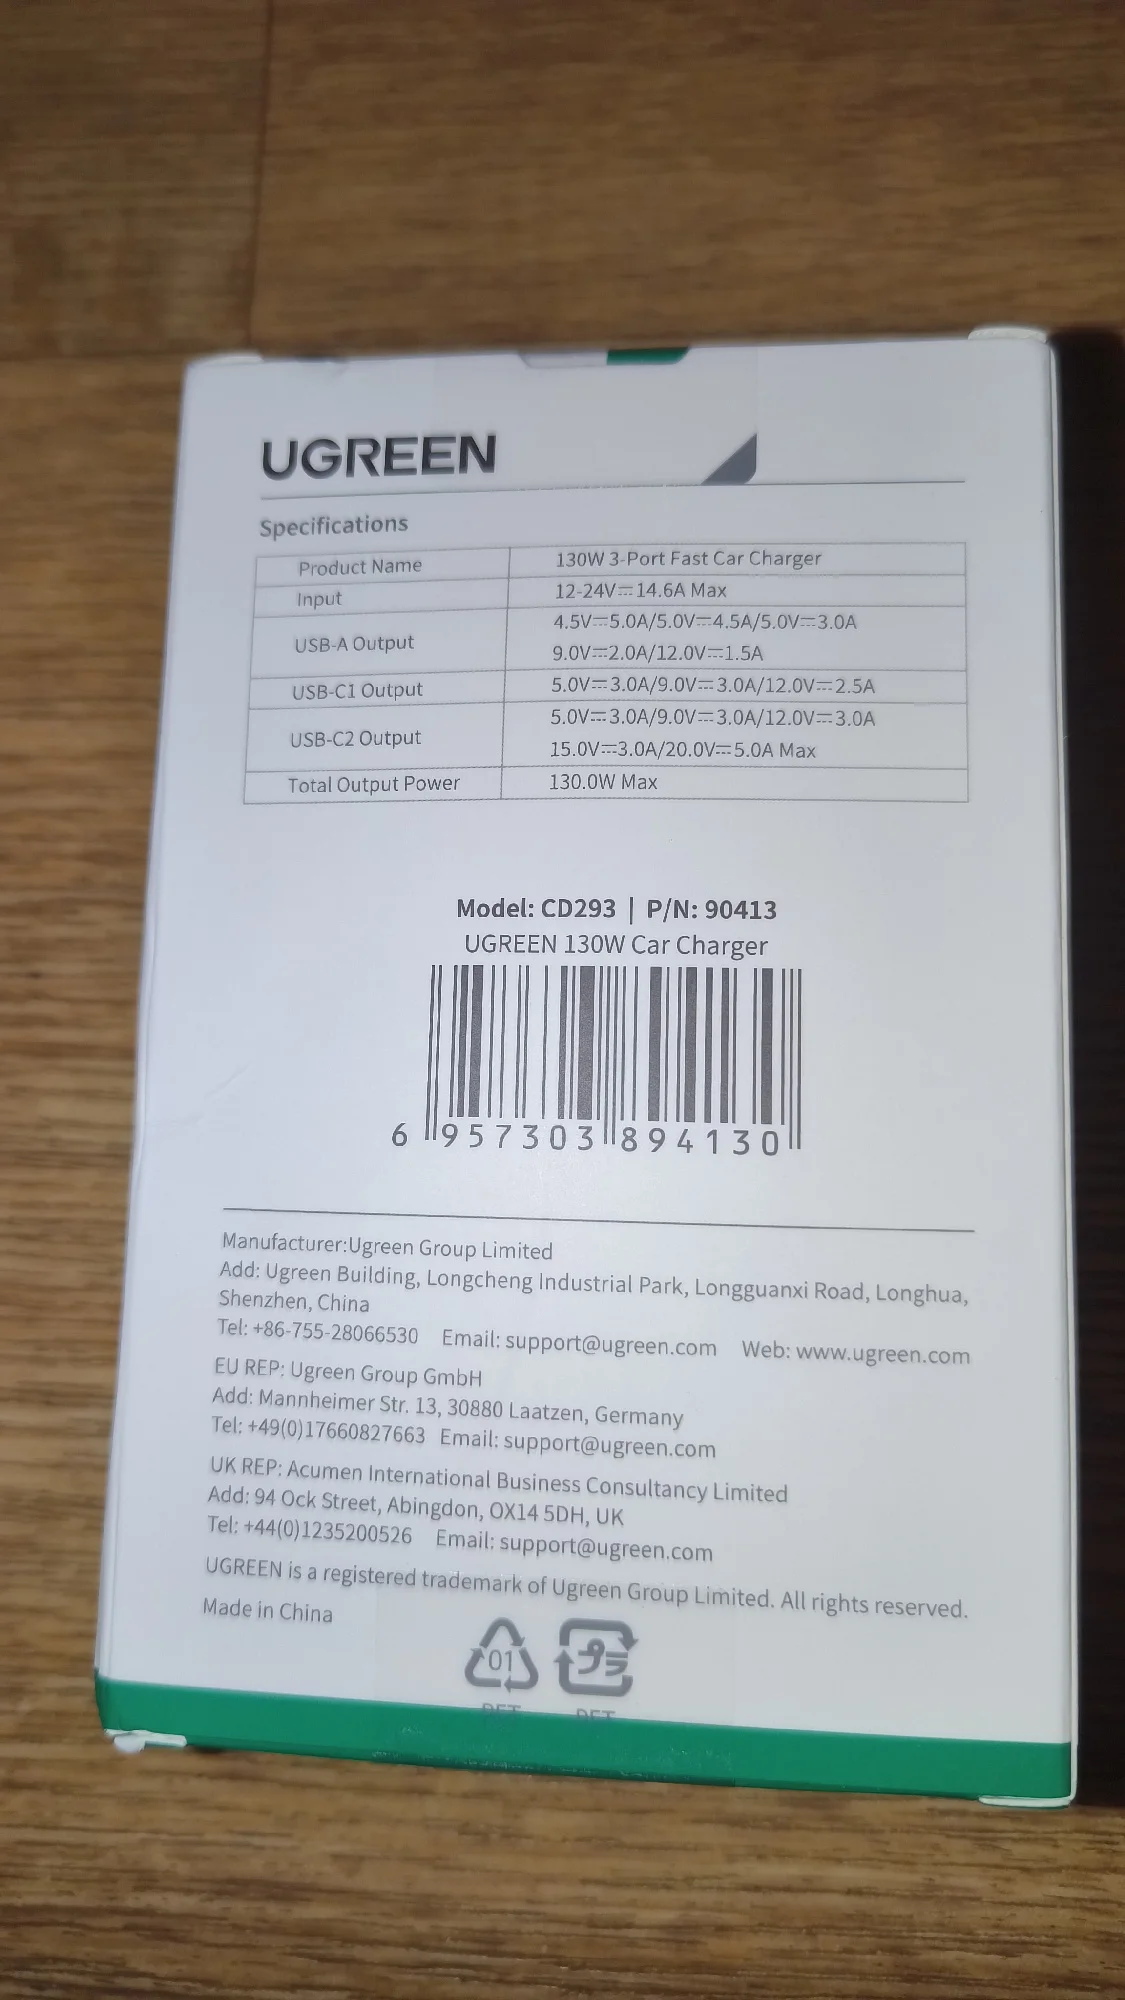 UGREEN
Specifications
Product Name 130W 3-Port Fast Car Charger
Input 12-24V⎓14.6A Max
USB-A Output 4.5V⎓5.0A/5.0V⎓4.5A/5.0V⎓3.0A
9.0V⎓2.0A/12.0V⎓1.5A
USB-C1 Output 5.0V⎓3.0A/9.0V⎓3.0A/12.0V⎓2.5A
USB-C2 Output 5.0V⎓3.0A/9.0V⎓3.0A/12.0V⎓3.0A
15.0V⎓3.0A/20.0V⎓5.0A Max
Total Output Power 130.0W Max
Model: CD293 | P/N: 90413
UGREEN 130W Car Charger
6 957303 894130
Manufacturer:Ugreen Group Limited
Add: Ugreen Building, Longcheng Industrial Park, Longguanxi Road, Longhua,
Shenzhen, China
Tel: +86-755-28066530 Email: support@ugreen.com Web: www.ugreen.com
EU REP: Ugreen Group GmbH
Add: Mannheimer Str. 13, 30880 Laatzen, Germany
Tel: +49(0)17660827663 Email: support@ugreen.com
UK REP: Acumen International Business Consultancy Limited
Add: 94 Ock Street, Abingdon, OX14 5DH, UK
Tel: +44(0)1235200526 Email: support@ugreen.com
UGREEN is a registered trademark of Ugreen Group Limited. All rights reserved.
Made in China
01 プラ
PET PET